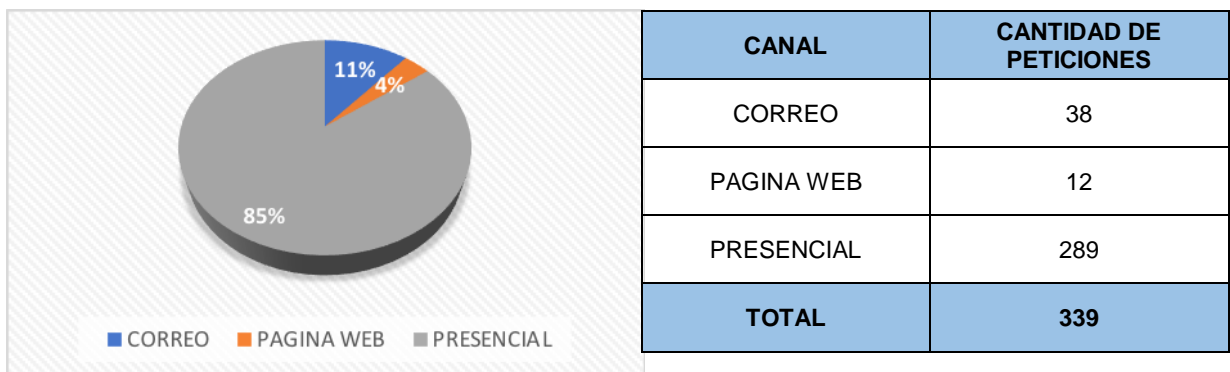 11%
4%
85%
CORREO PAGINA WEB PRESENCIAL
CANAL CANTIDAD DE
PETICIONES
CORREO 38
PAGINA WEB 12
PRESENCIAL 289
TOTAL 339